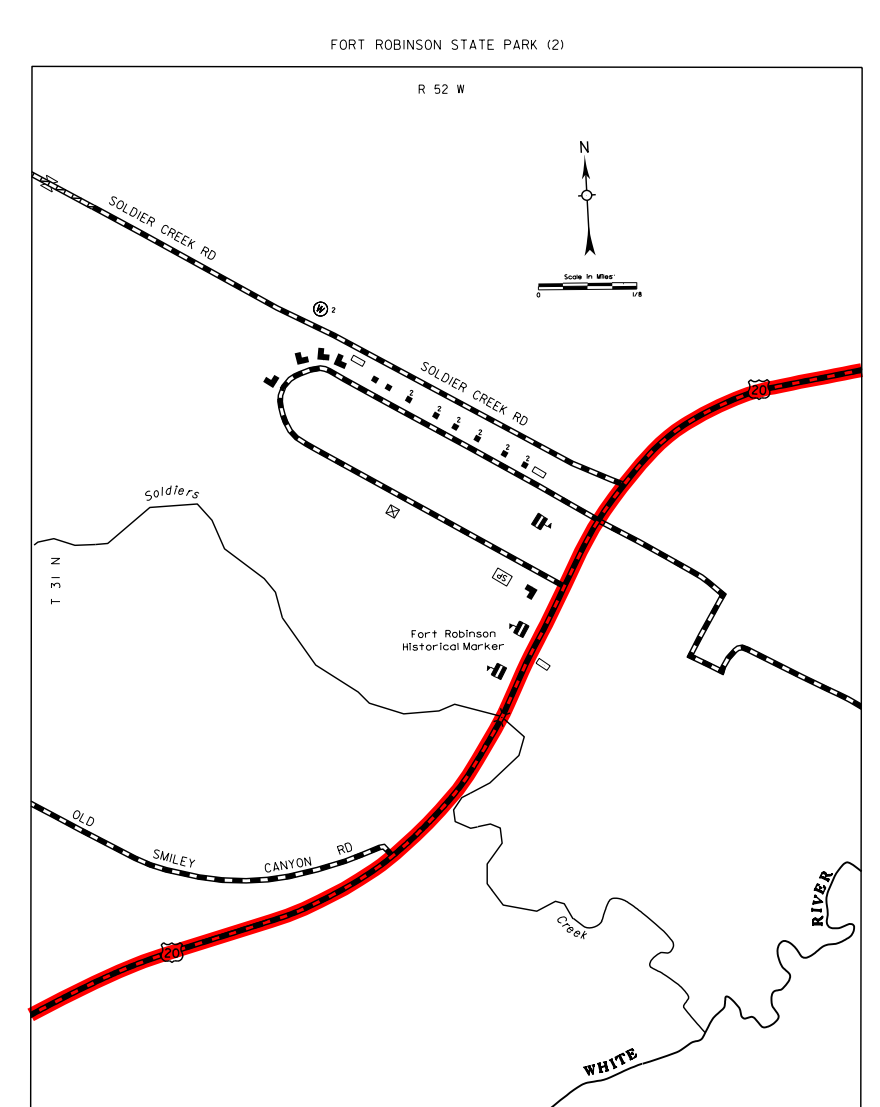 FORT ROBINSON STATE PARK (2)
R 52 W
N
SOLDIER CREEK RD
Scale in Miles
0 1/8
W 2
SOLDIER CREEK RD
20
2
2
2
2
2
2
Soldiers
T 31 N
SP
Fort Robinson
Historical Marker
OLD SMILEY CANYON RD
RIVER
Creek
20
WHITE